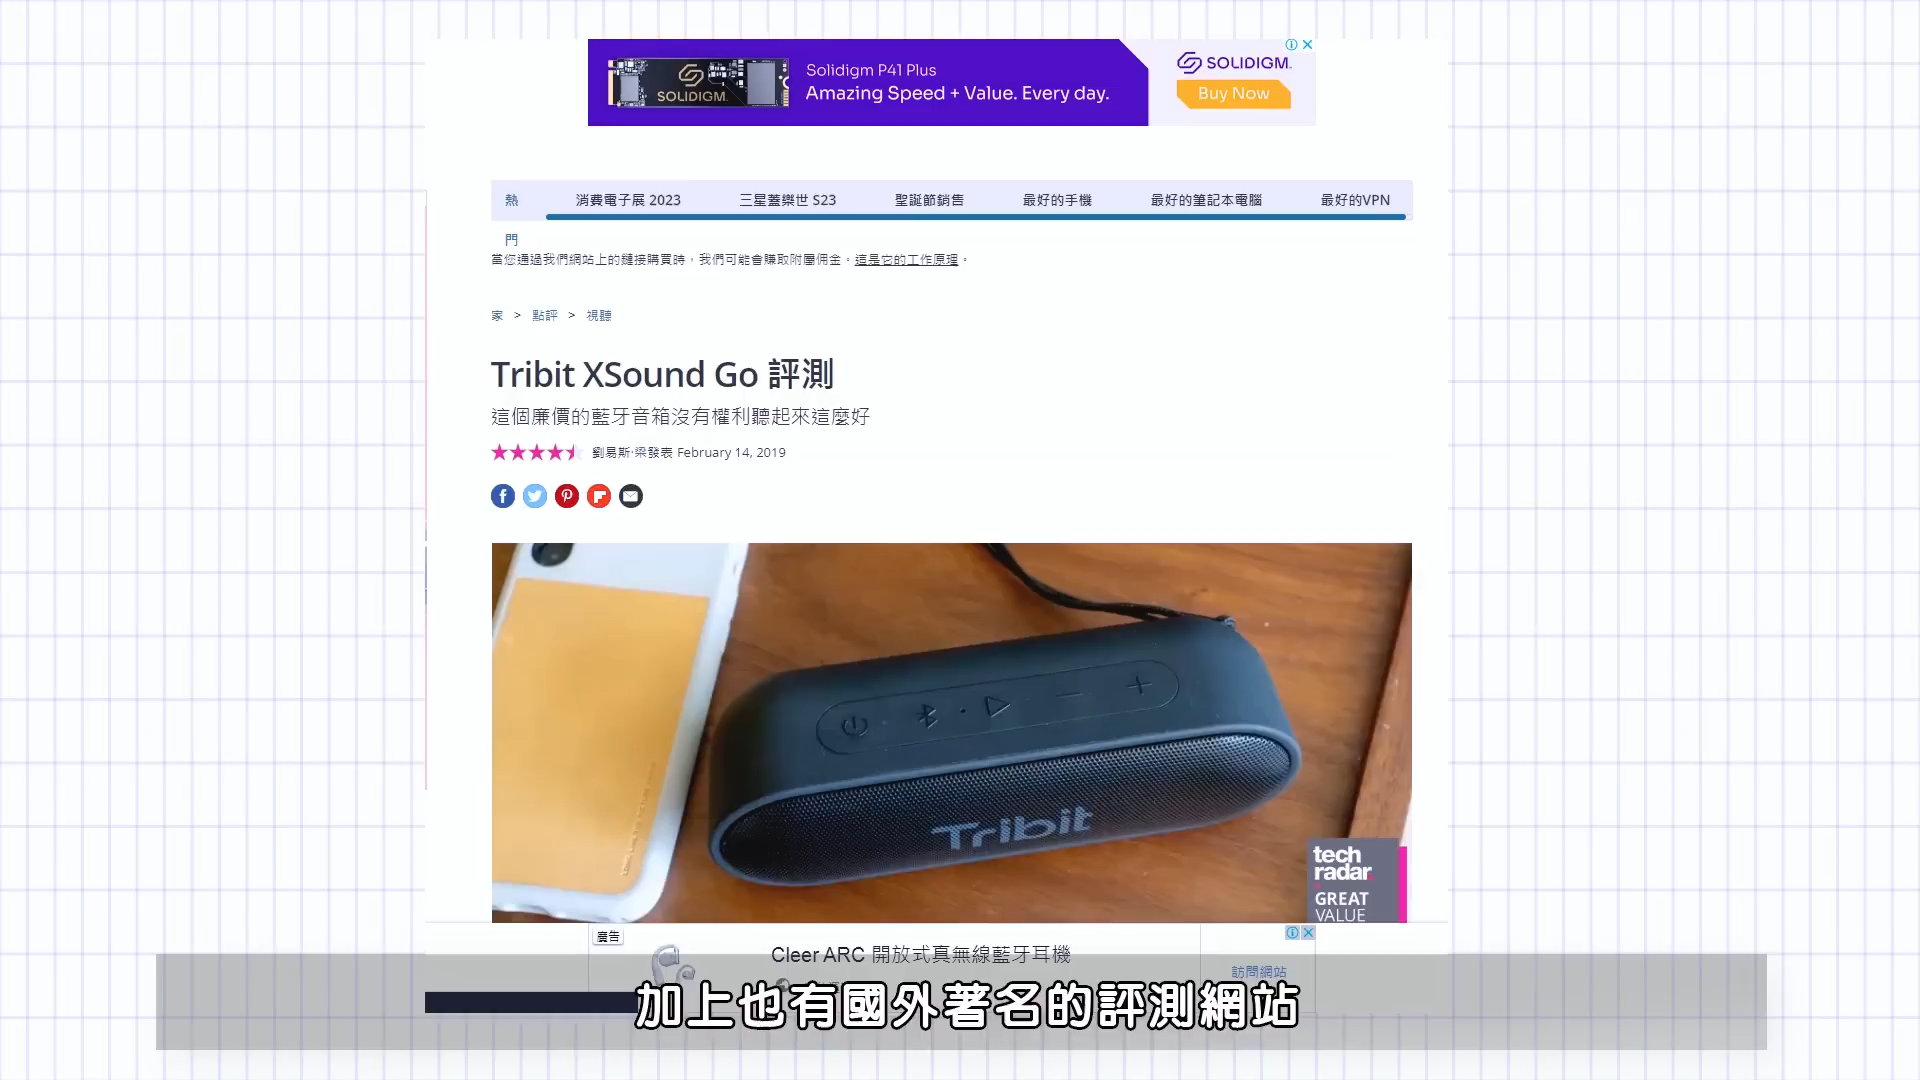 Solidigm P41 Plus
Amazing Speed + Value. Every day.
SOLIDIGM
SOLIDIGM.
Buy Now
熱門
消費電子展 2023
三星蓋樂世 S23
聖誕節銷售
最好的手機
最好的筆記本電腦
最好的VPN
當您通過我們網站上的鏈接購買時，我們可能會賺取附屬佣金。這是它的工作原理。
家 > 點評 > 視聽
Tribit XSound Go 評測
這個廉價的藍牙音箱沒有權利聽起來這麼好
劉易斯·梁發表 February 14, 2019
Tribit
tech radar.
GREAT
VALUE
廣告
Cleer ARC 開放式真無線藍牙耳機
訪問網站
加上也有國外著名的評測網站